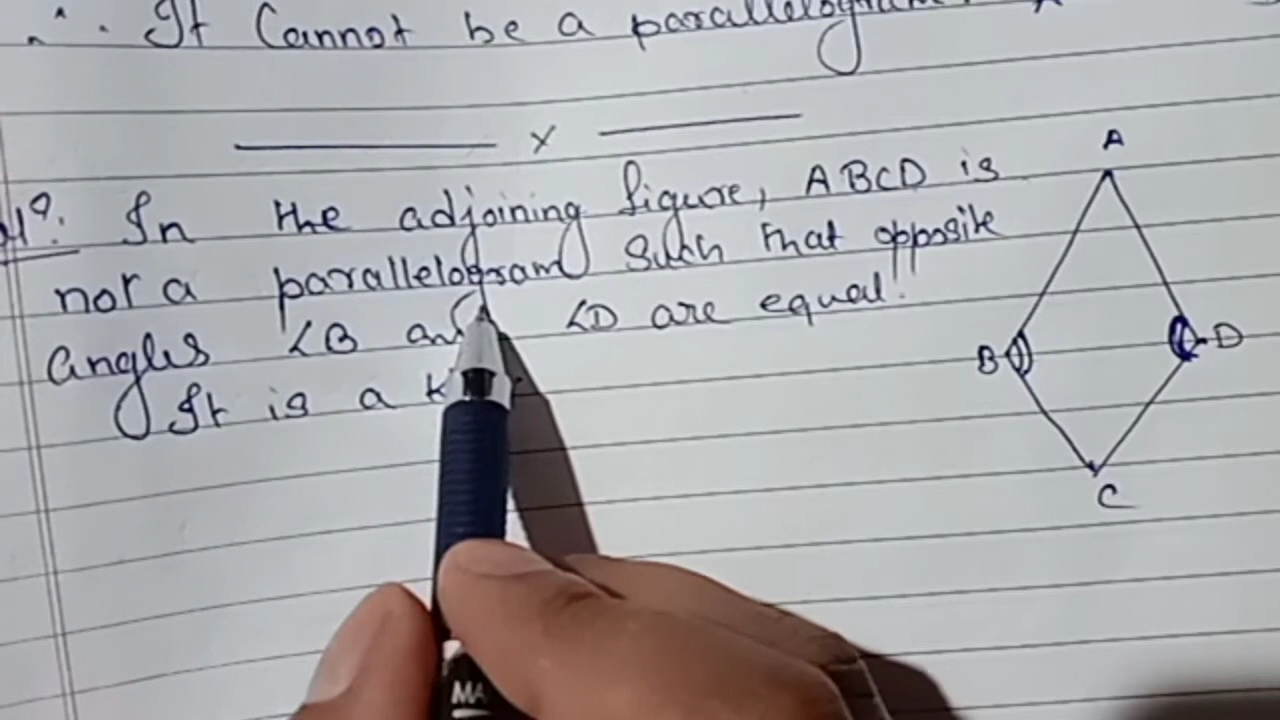 ∴ It Cannot be a parallelogram.
In the adjoining figure, ABCD is
not a parallelogram such that opposite
angles ∠B and ∠D are equal.
It is a
A
B
D
C
MA